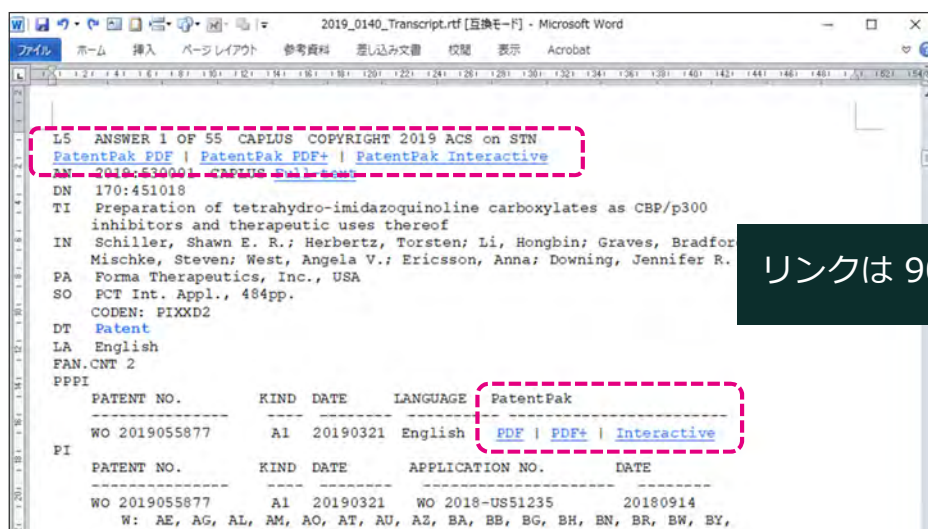 2019_0140_Transcript.rtf [互換モード] - Microsoft Word
ファイル ホーム 挿入 ページ レイアウト 参考資料 差し込み文書 校閲 表示 Acrobat
L5 ANSWER 1 OF 55 CAPLUS COPYRIGHT 2019 ACS on STN
PatentPak PDF | PatentPak PDF+ | PatentPak Interactive
AN 2019:530001 CAPLUS Full-text
DN 170:451018
TI Preparation of tetrahydro-imidazoquinoline carboxylates as CBP/p300
inhibitors and therapeutic uses thereof
IN Schiller, Shawn E. R.; Herbertz, Torsten; Li, Hongbin; Graves, Bradfor
Mischke, Steven; West, Angela V.; Ericsson, Anna; Downing, Jennifer R.
リンクは
PA Forma Therapeutics, Inc., USA
SO PCT Int. Appl., 484pp.
CODEN: PIXXD2
DT Patent
LA English
FAN.CNT 2
PPPI
PATENT NO. KIND DATE LANGUAGE PatentPak
WO 2019055877 A1 20190321 English PDF | PDF+ | Interactive
PI
PATENT NO. KIND DATE APPLICATION NO. DATE
WO 2019055877 A1 20190321 WO 2018-US51235 20180914
W: AE, AG, AL, AM, AO, AT, AU, AZ, BA, BB, BG, BH, BN, BR, BW, BY,